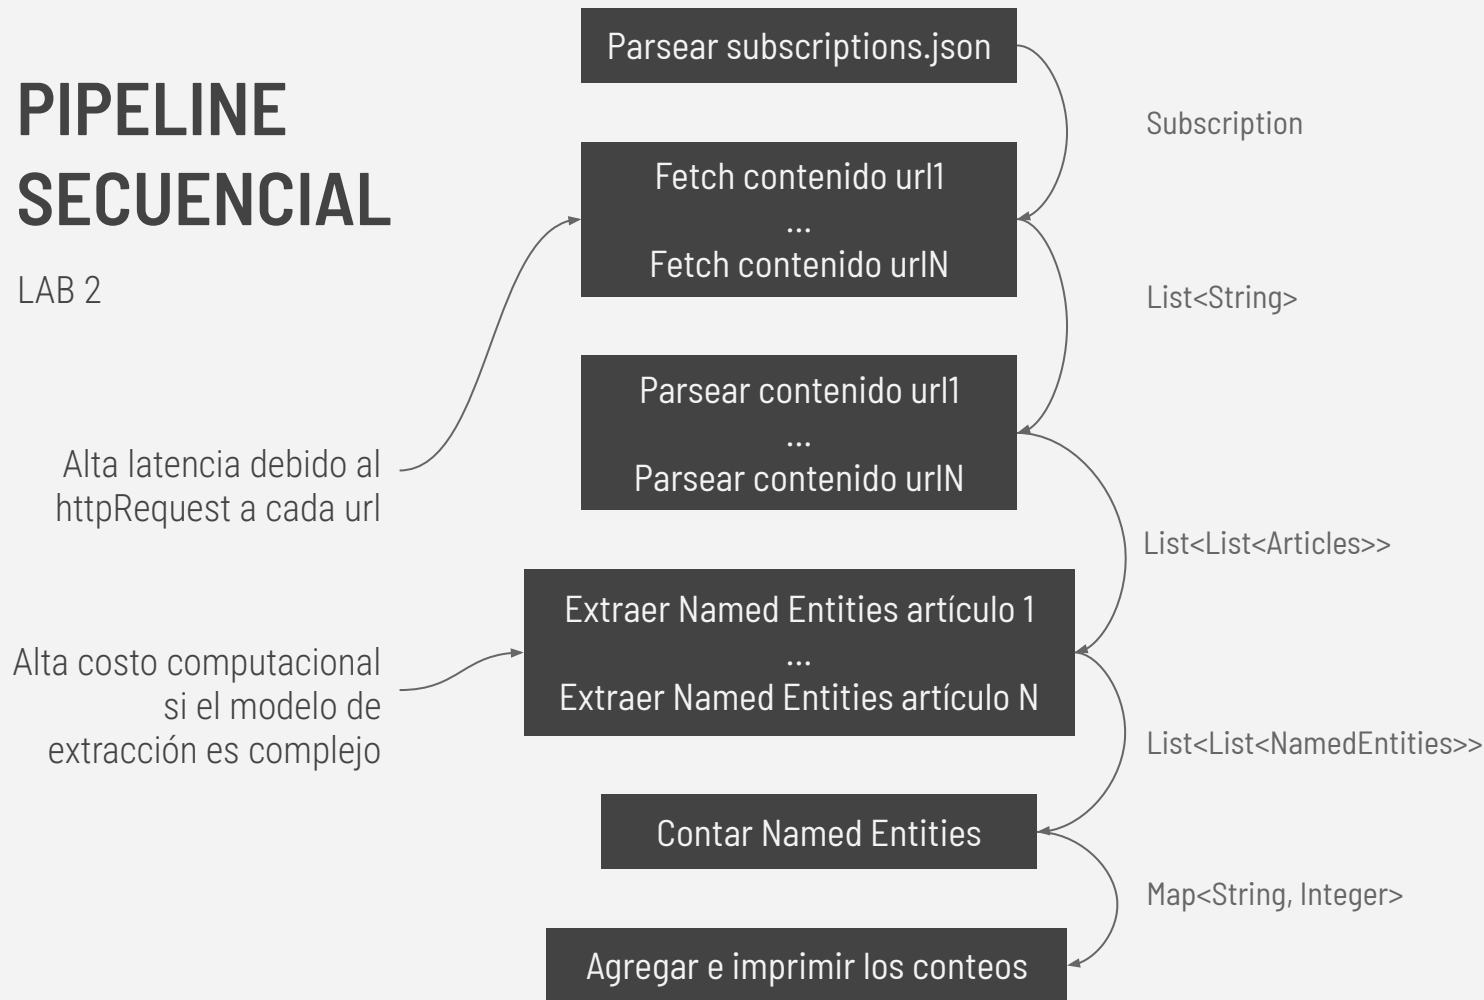 PIPELINE
SECUENCIAL
LAB 2
Parsear subscriptions.json
Subscription
Fetch contenido url1
...
Fetch contenido urlN
List<String>
Parsear contenido url1
...
Parsear contenido urlN
Alta latencia debido al
httpRequest a cada url
List<List<Articles>>
Extraer Named Entities artículo 1
...
Extraer Named Entities artículo N
Alta costo computacional
si el modelo de
extracción es complejo
List<List<NamedEntities>>
Contar Named Entities
Map<String, Integer>
Agregar e imprimir los conteos